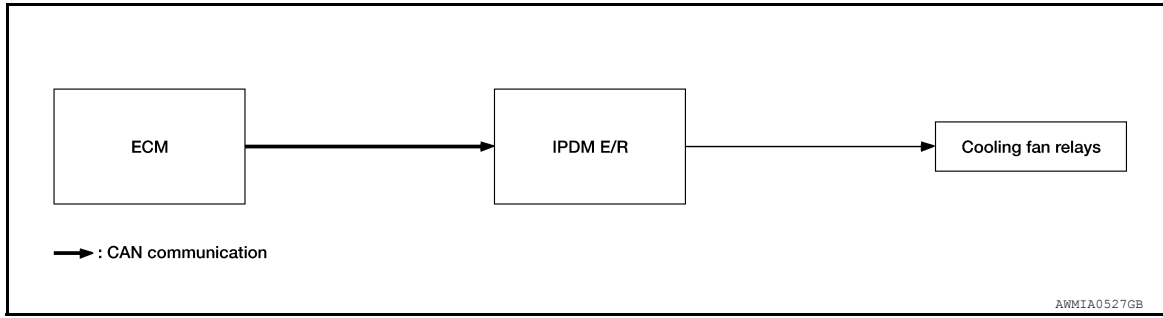 ECM
IPDM E/R
Cooling fan relays
: CAN communication
AWMIA0527GB